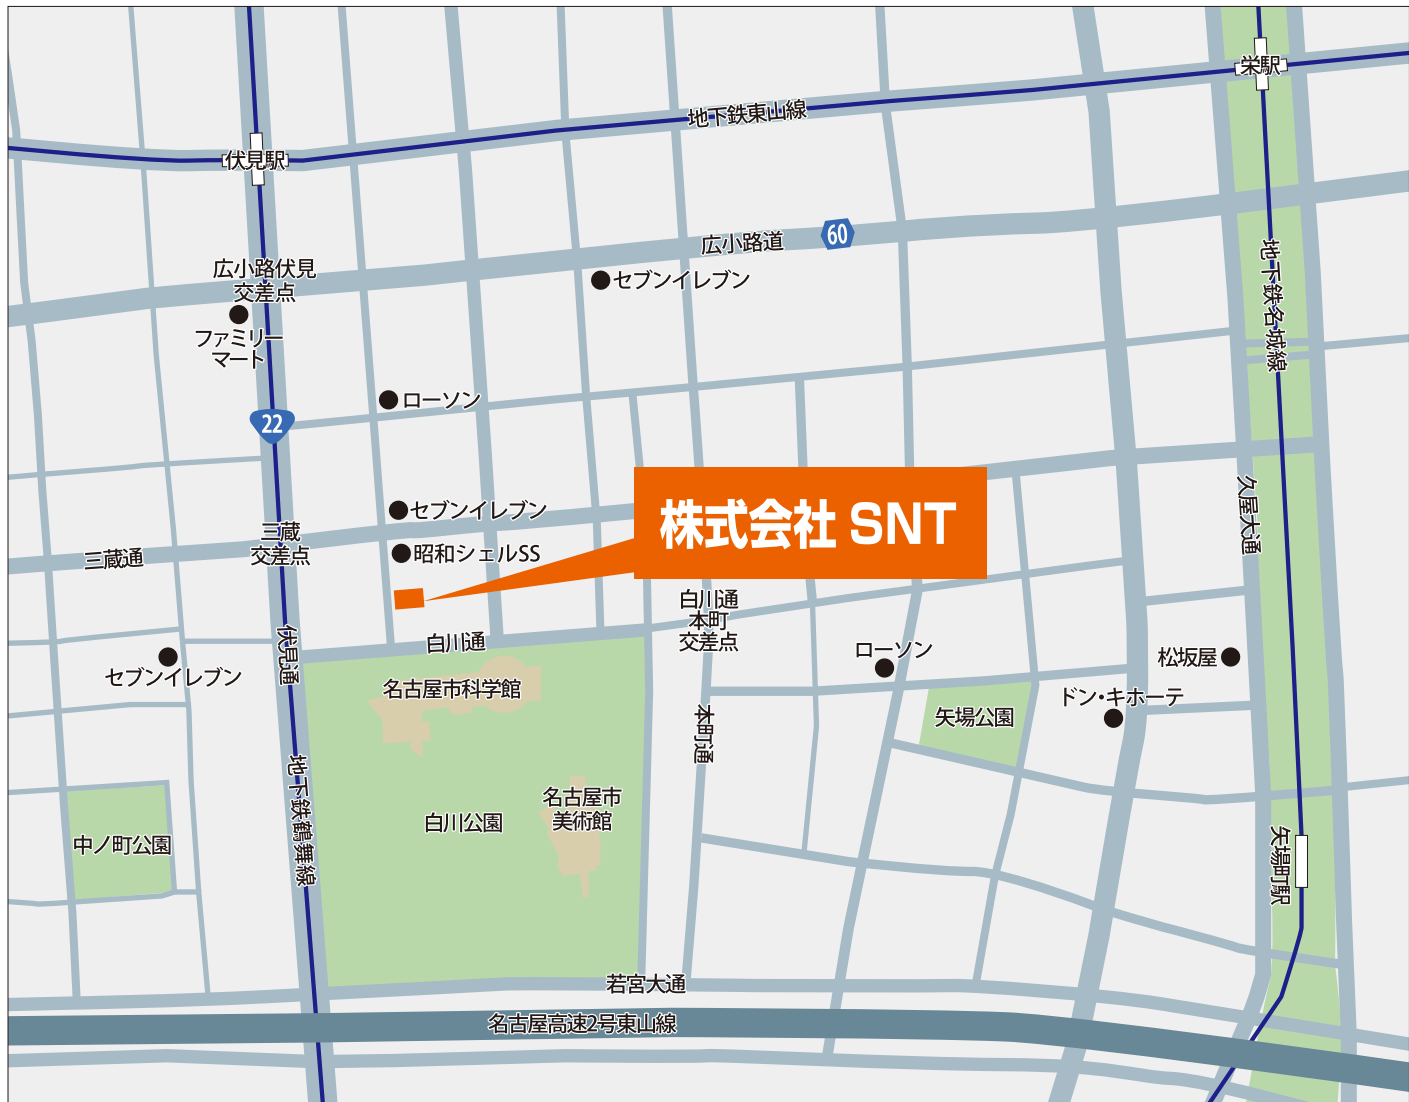 栄駅
地下鉄東山線
伏見駅
60
広小路道
地下鉄名城線
広小路伏見
交差点
セブンイレブン
ファミリー
マート
ローソン
22
株式会社 SNT
セブンイレブン
久屋大通
三蔵
交差点
三蔵通
昭和シェルSS
白川通
本町
交差点
白川通
伏見通
セブンイレブン
ローソン
松坂屋
名古屋市科学館
ドン・キホーテ
矢場公園
本町通
地下鉄鶴舞線
名古屋市
美術館
白川公園
中ノ町公園
矢場町駅
若宮大通
名古屋高速2号東山線